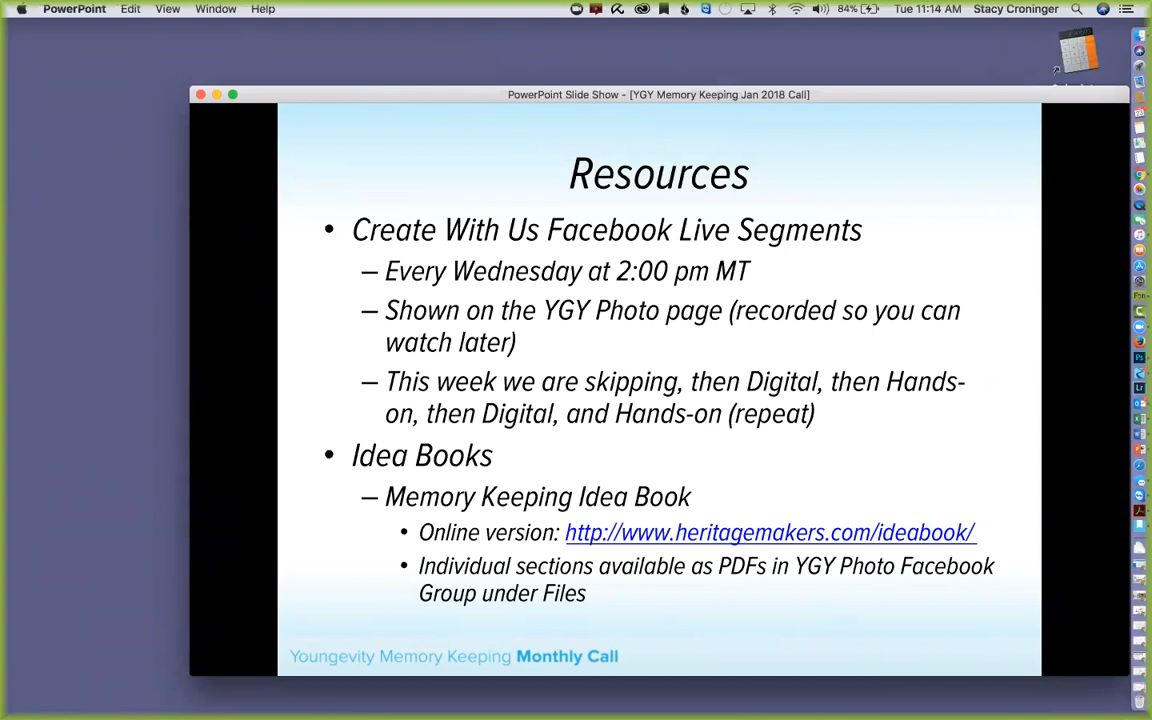 PowerPoint Edit View Window Help 84% Tue 11:14 AM Stacy Croninger
PowerPoint Slide Show - [YGY Memory Keeping Jan 2018 Call]
Resources
• Create With Us Facebook Live Segments
– Every Wednesday at 2:00 pm MT
– Shown on the YGY Photo page (recorded so you can
watch later)
– This week we are skipping, then Digital, then Hands-
on, then Digital, and Hands-on (repeat)
• Idea Books
– Memory Keeping Idea Book
• Online version: http://www.heritagemakers.com/ideabook/
• Individual sections available as PDFs in YGY Photo Facebook
Group under Files
Youngevity Memory Keeping Monthly Call